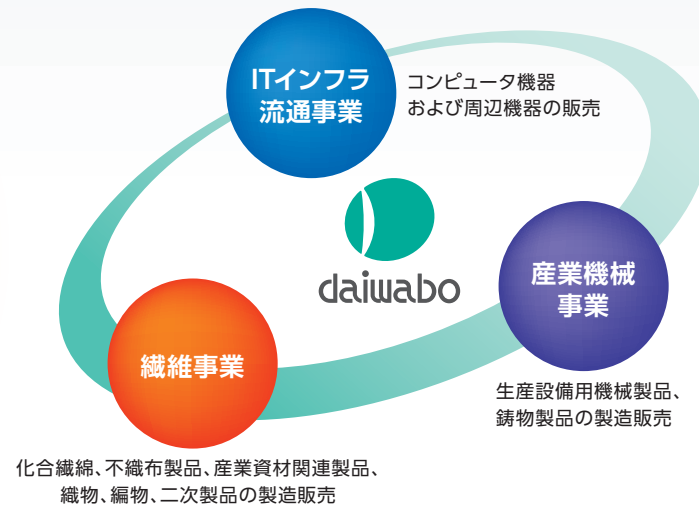 ITインフラ
流通事業
コンピュータ機器
および周辺機器の販売
daiwabo
産業機械
事業
生産設備用機械製品、
鋳物製品の製造販売
繊維事業
化合繊綿、不織布製品、産業資材関連製品、
織物、編物、二次製品の製造販売